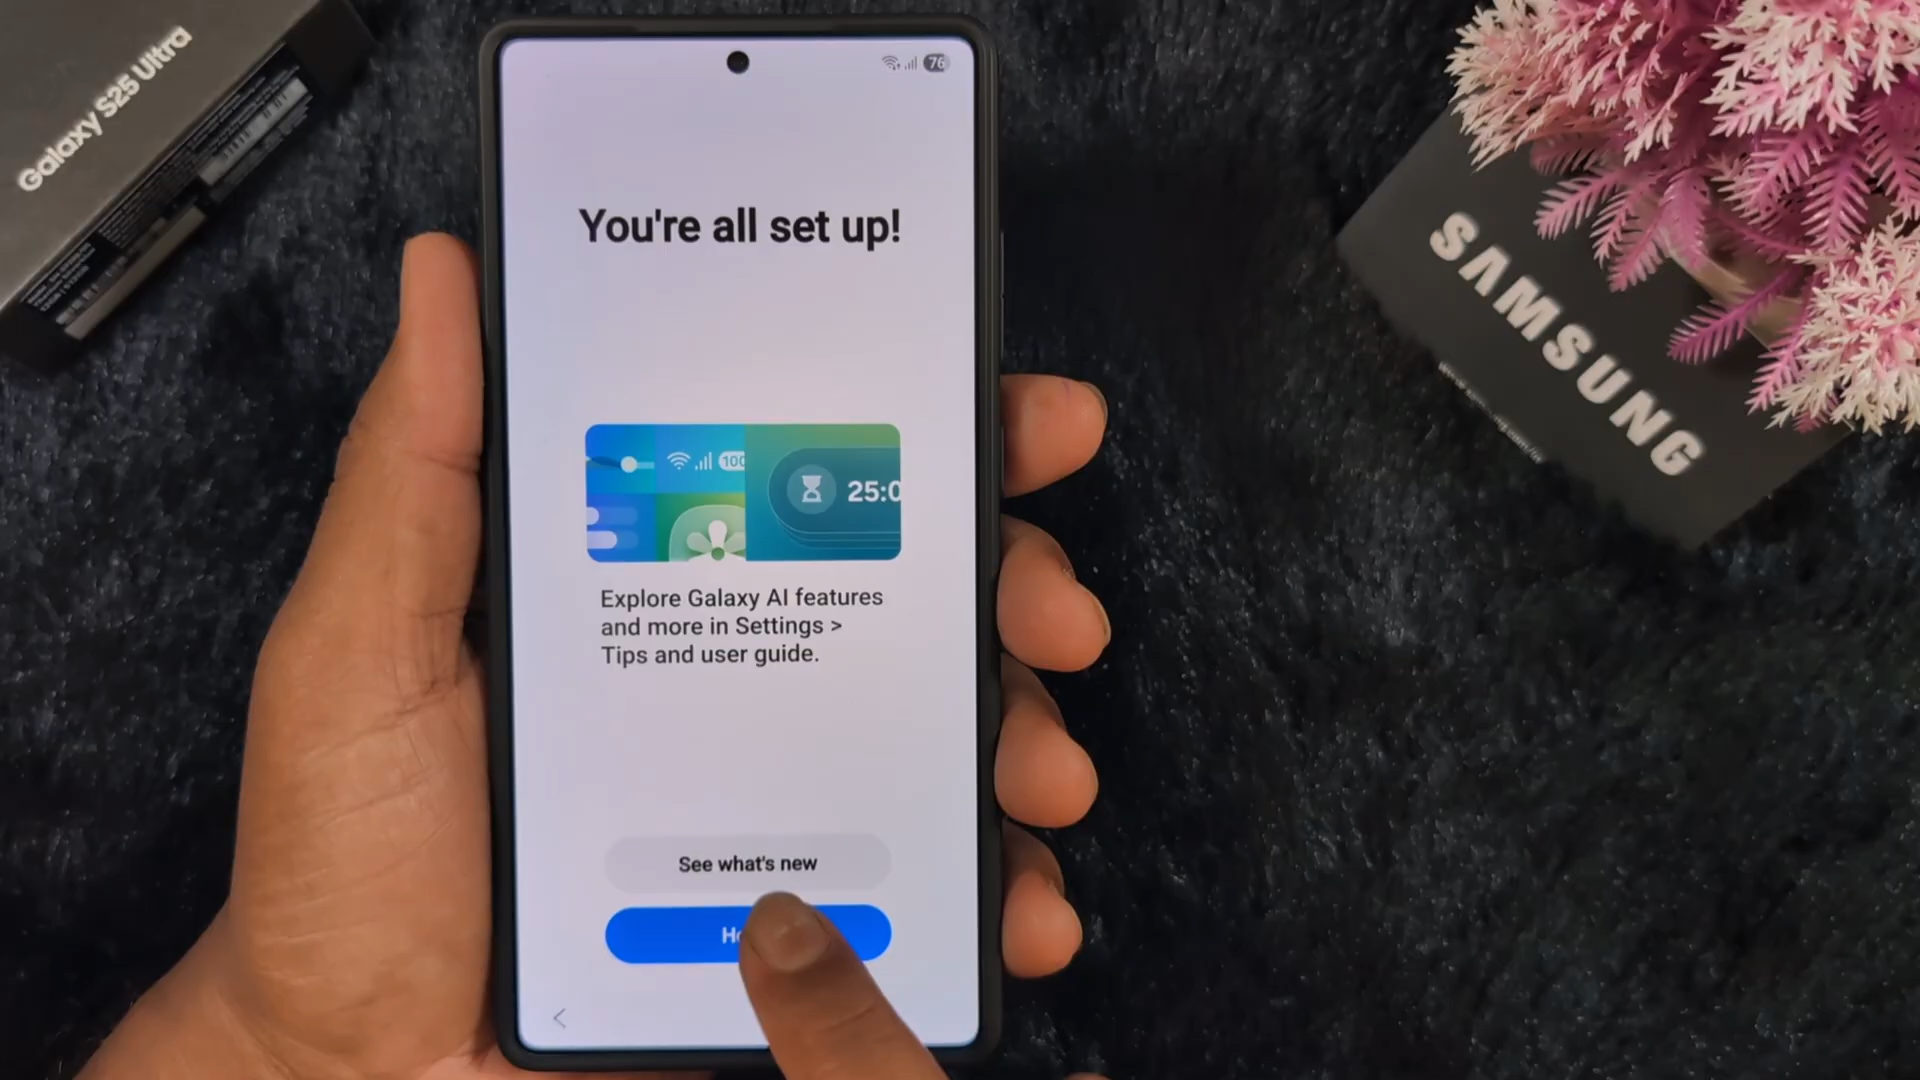 Galaxy S25 Ultra
76
You're all set up!
100
25:0
Explore Galaxy AI features
and more in Settings >
Tips and user guide.
See what's new
SAMSUNG